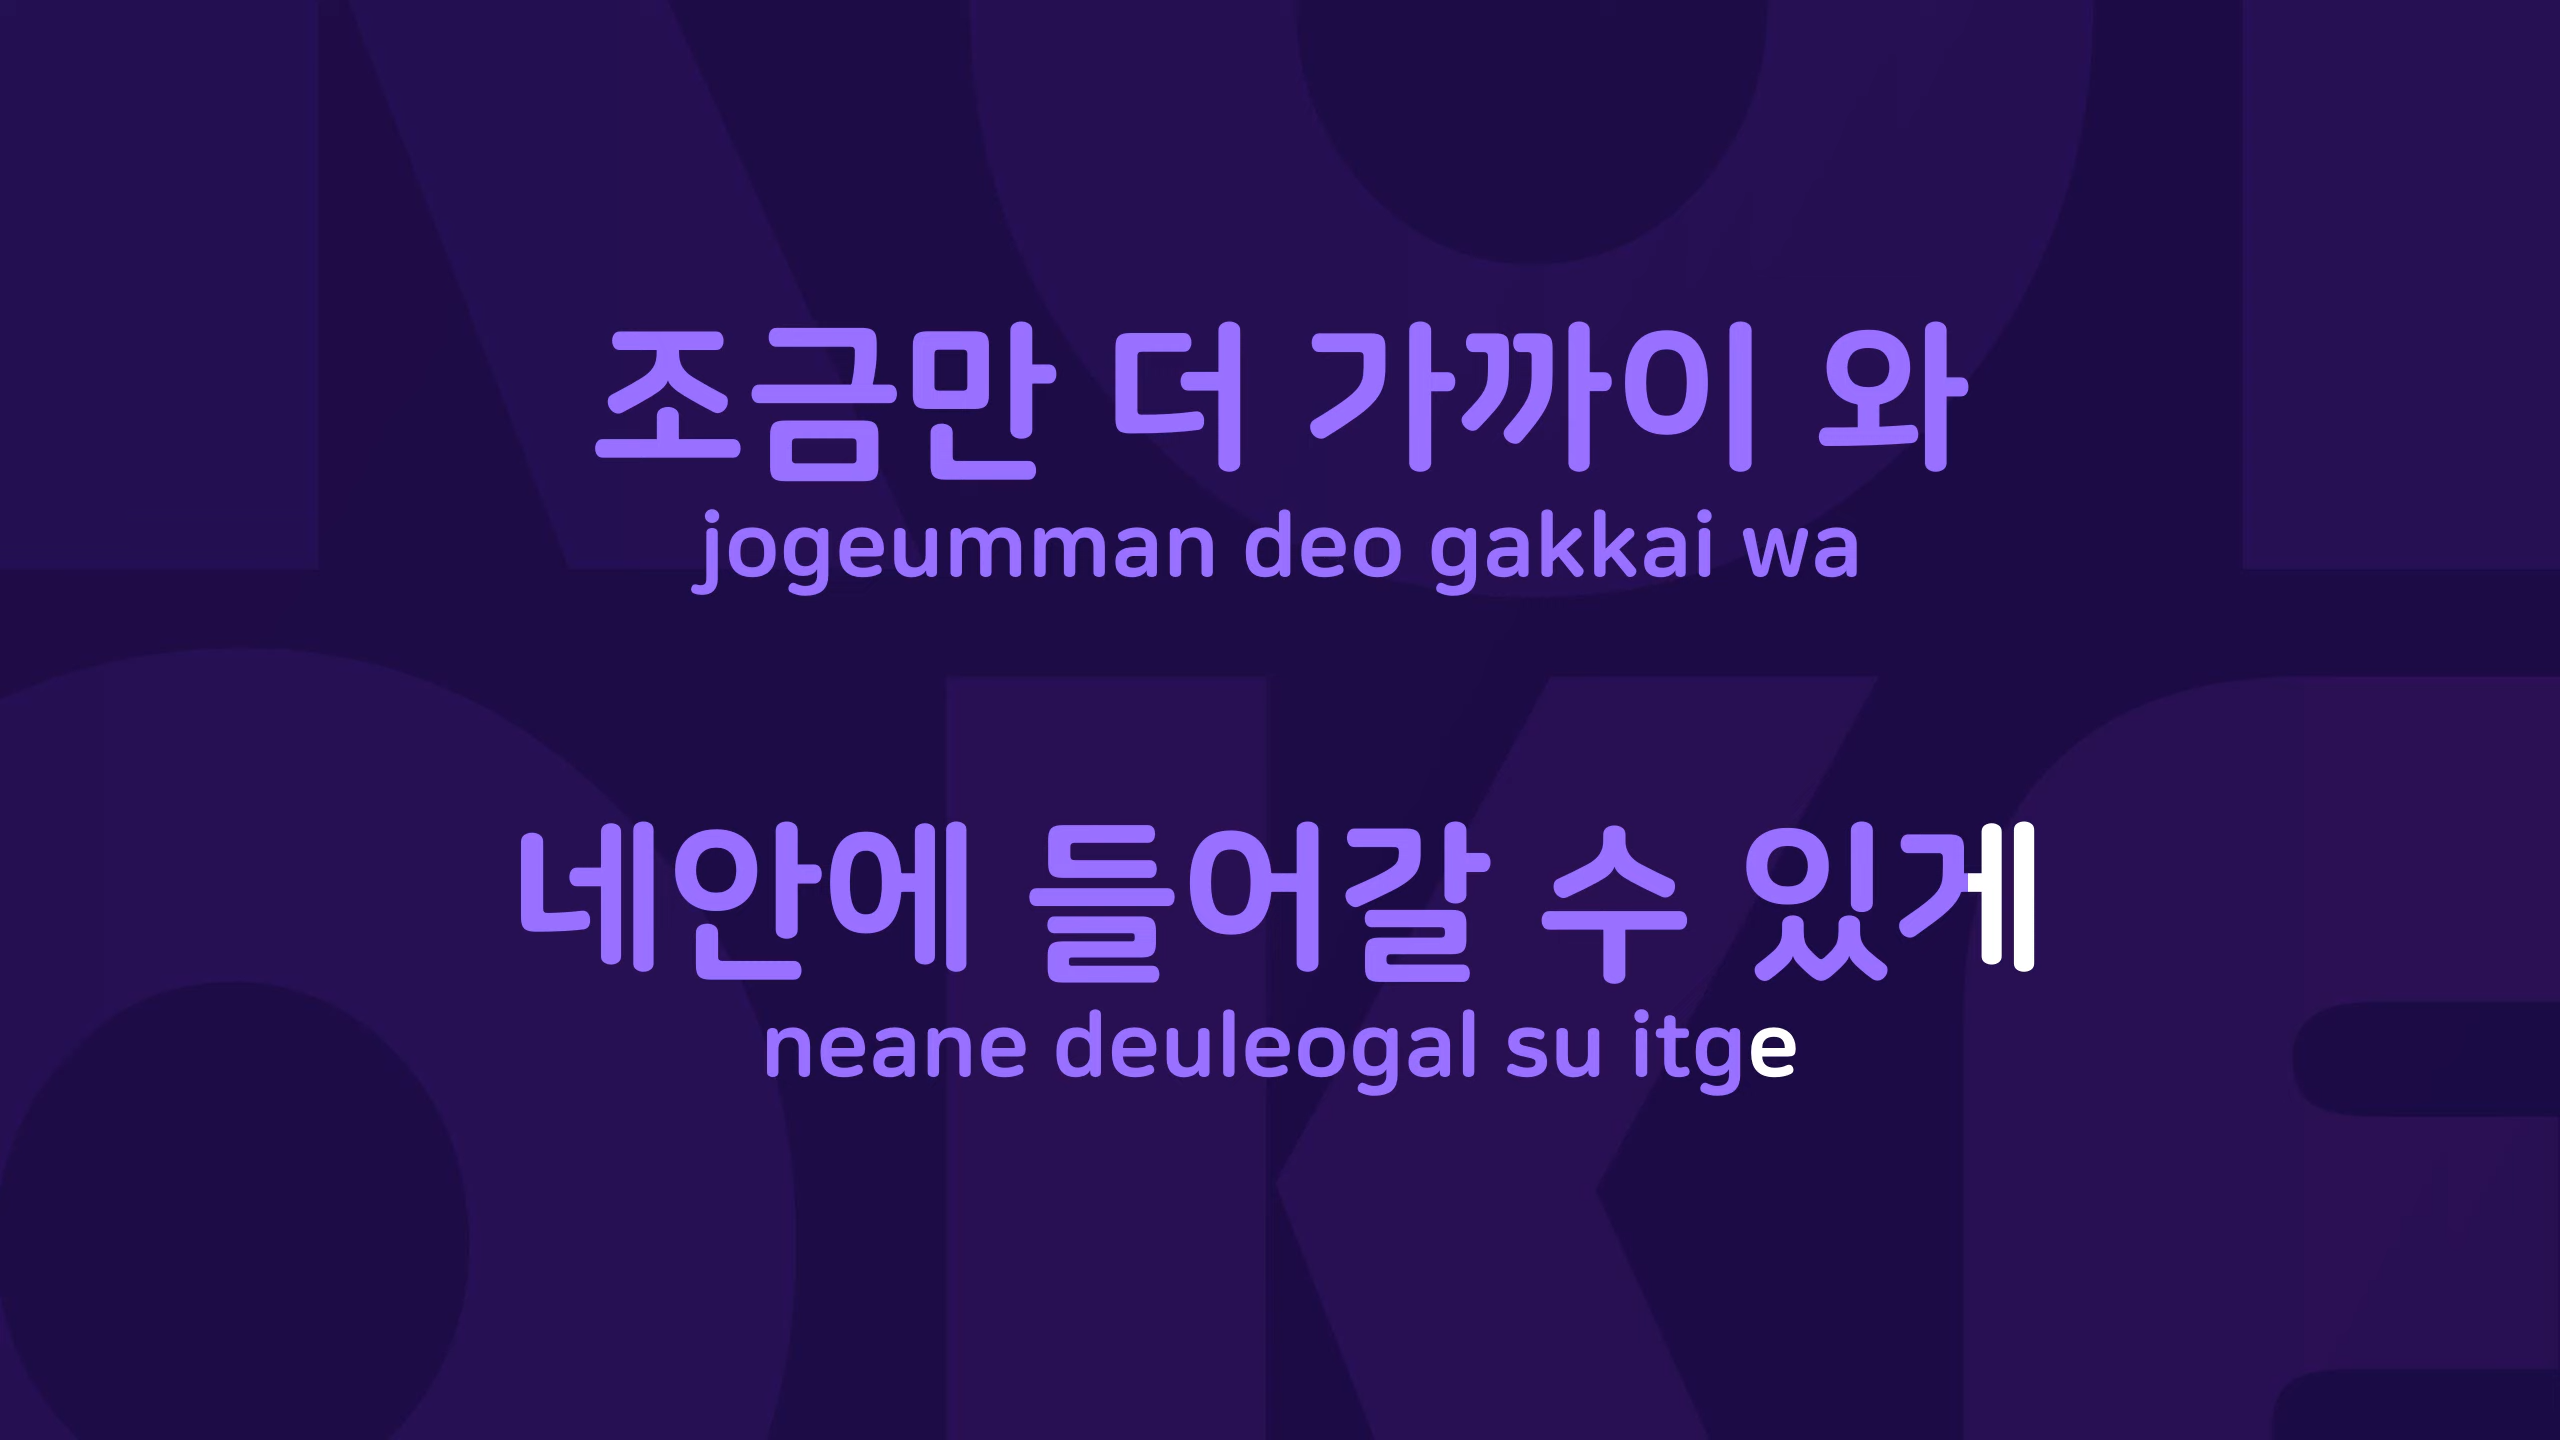 조금만 더 가까이 와
jogeumman deo gakkai wa
네안에 들어갈 수 있게
neane deuleogal su itge